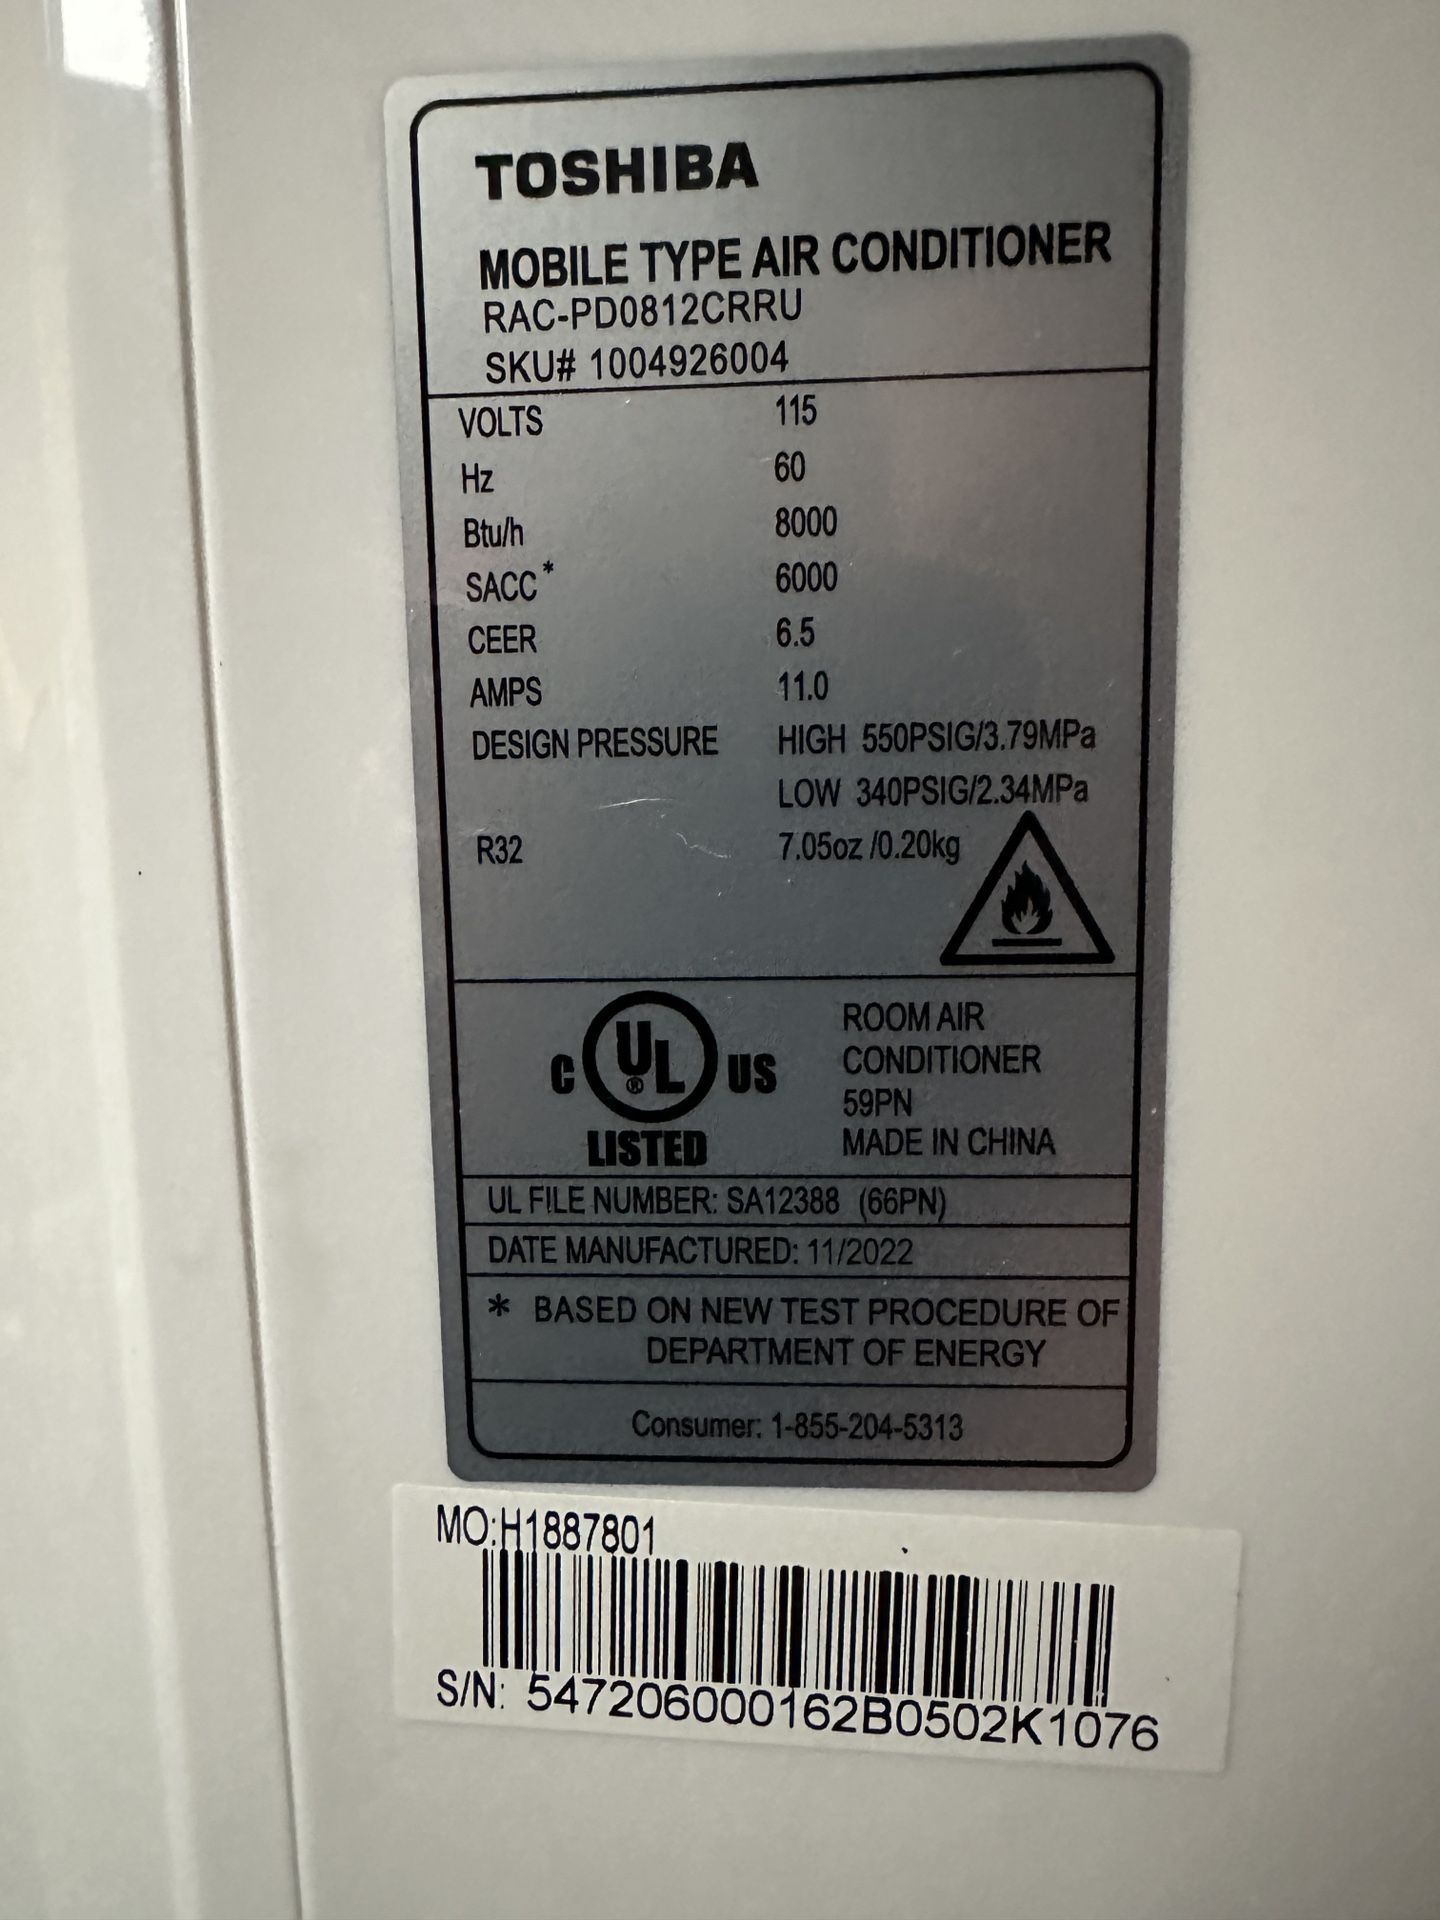 TOSHIBA
MOBILE TYPE AIR CONDITIONER
RAC-PD0812CRRU
SKU# 1004926004
VOLTS 115
Hz 60
Btu/h 8000
SACC* 6000
CEER 6.5
AMPS 11.0
DESIGN PRESSURE HIGH 550PSIG/3.79MPa
LOW 340PSIG/2.34MPa
R32 7.05oz /0.20kg
C UL® US
LISTED
ROOM AIR
CONDITIONER
59PN
MADE IN CHINA
UL FILE NUMBER: SA12388 (66PN)
DATE MANUFACTURED: 11/2022
* BASED ON NEW TEST PROCEDURE OF
DEPARTMENT OF ENERGY
Consumer: 1-855-204-5313
MO:H1887801
S/N: 547206000162B0502K1076